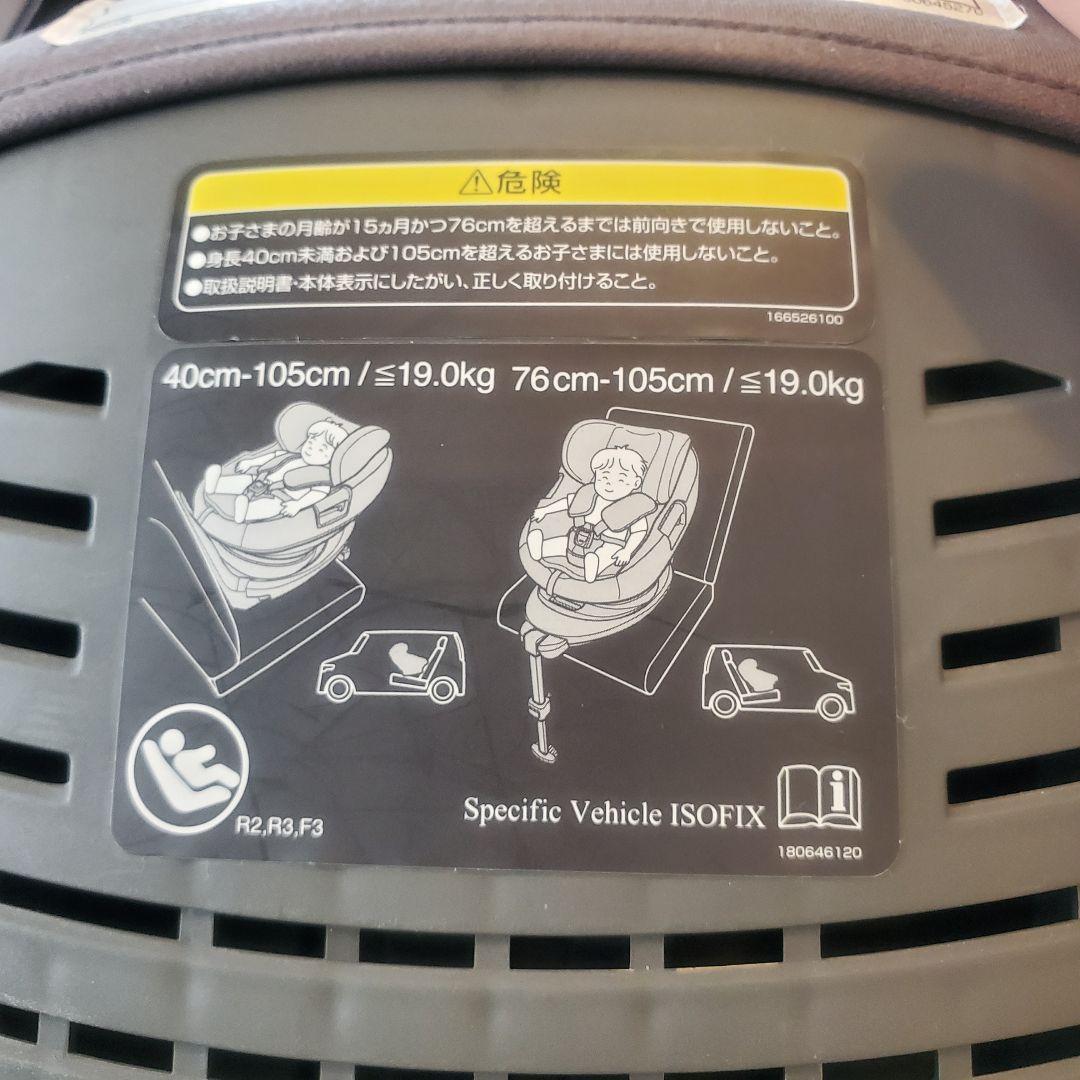 ⚠危険
●お子さまの月齢が15ヵ月かつ76cmを超えるまでは前向きで使用しないこと。
●身長40cm未満および105cmを超えるお子さまには使用しないこと。
●取扱説明書・本体表示にしたがい、正しく取り付けること。
166526100
40cm-105cm / ≦19.0kg 76cm-105cm / ≦19.0kg
R2,R3,F3
Specific Vehicle ISOFIX
180646120